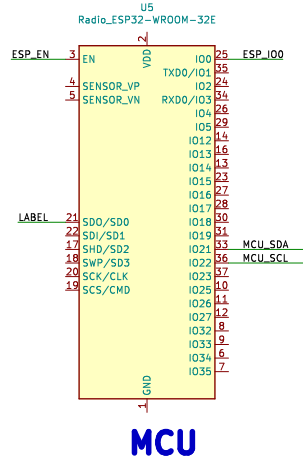 U5
Radio_ESP32-WROOM-32E
2
VDD
ESP_EN 3 EN IO0 25 ESP_IO0
TXD0/IO1 35
4 SENSOR_VP IO2 24
5 SENSOR_VN RXD0/IO3 34
IO4 26
IO5 29
IO12 14
IO13 16
IO14 13
IO15 23
IO16 27
IO17 28
LABEL 21 SDO/SD0 IO18 30
22 SDI/SD1 IO19 31
17 SHD/SD2 IO21 33 MCU_SDA
18 SWP/SD3 IO22 36 MCU_SCL
20 SCK/CLK IO23 37
19 SCS/CMD IO25 10
IO26 11
IO27 12
IO32 8
IO33 9
IO34 6
IO35 7
GND
1
MCU